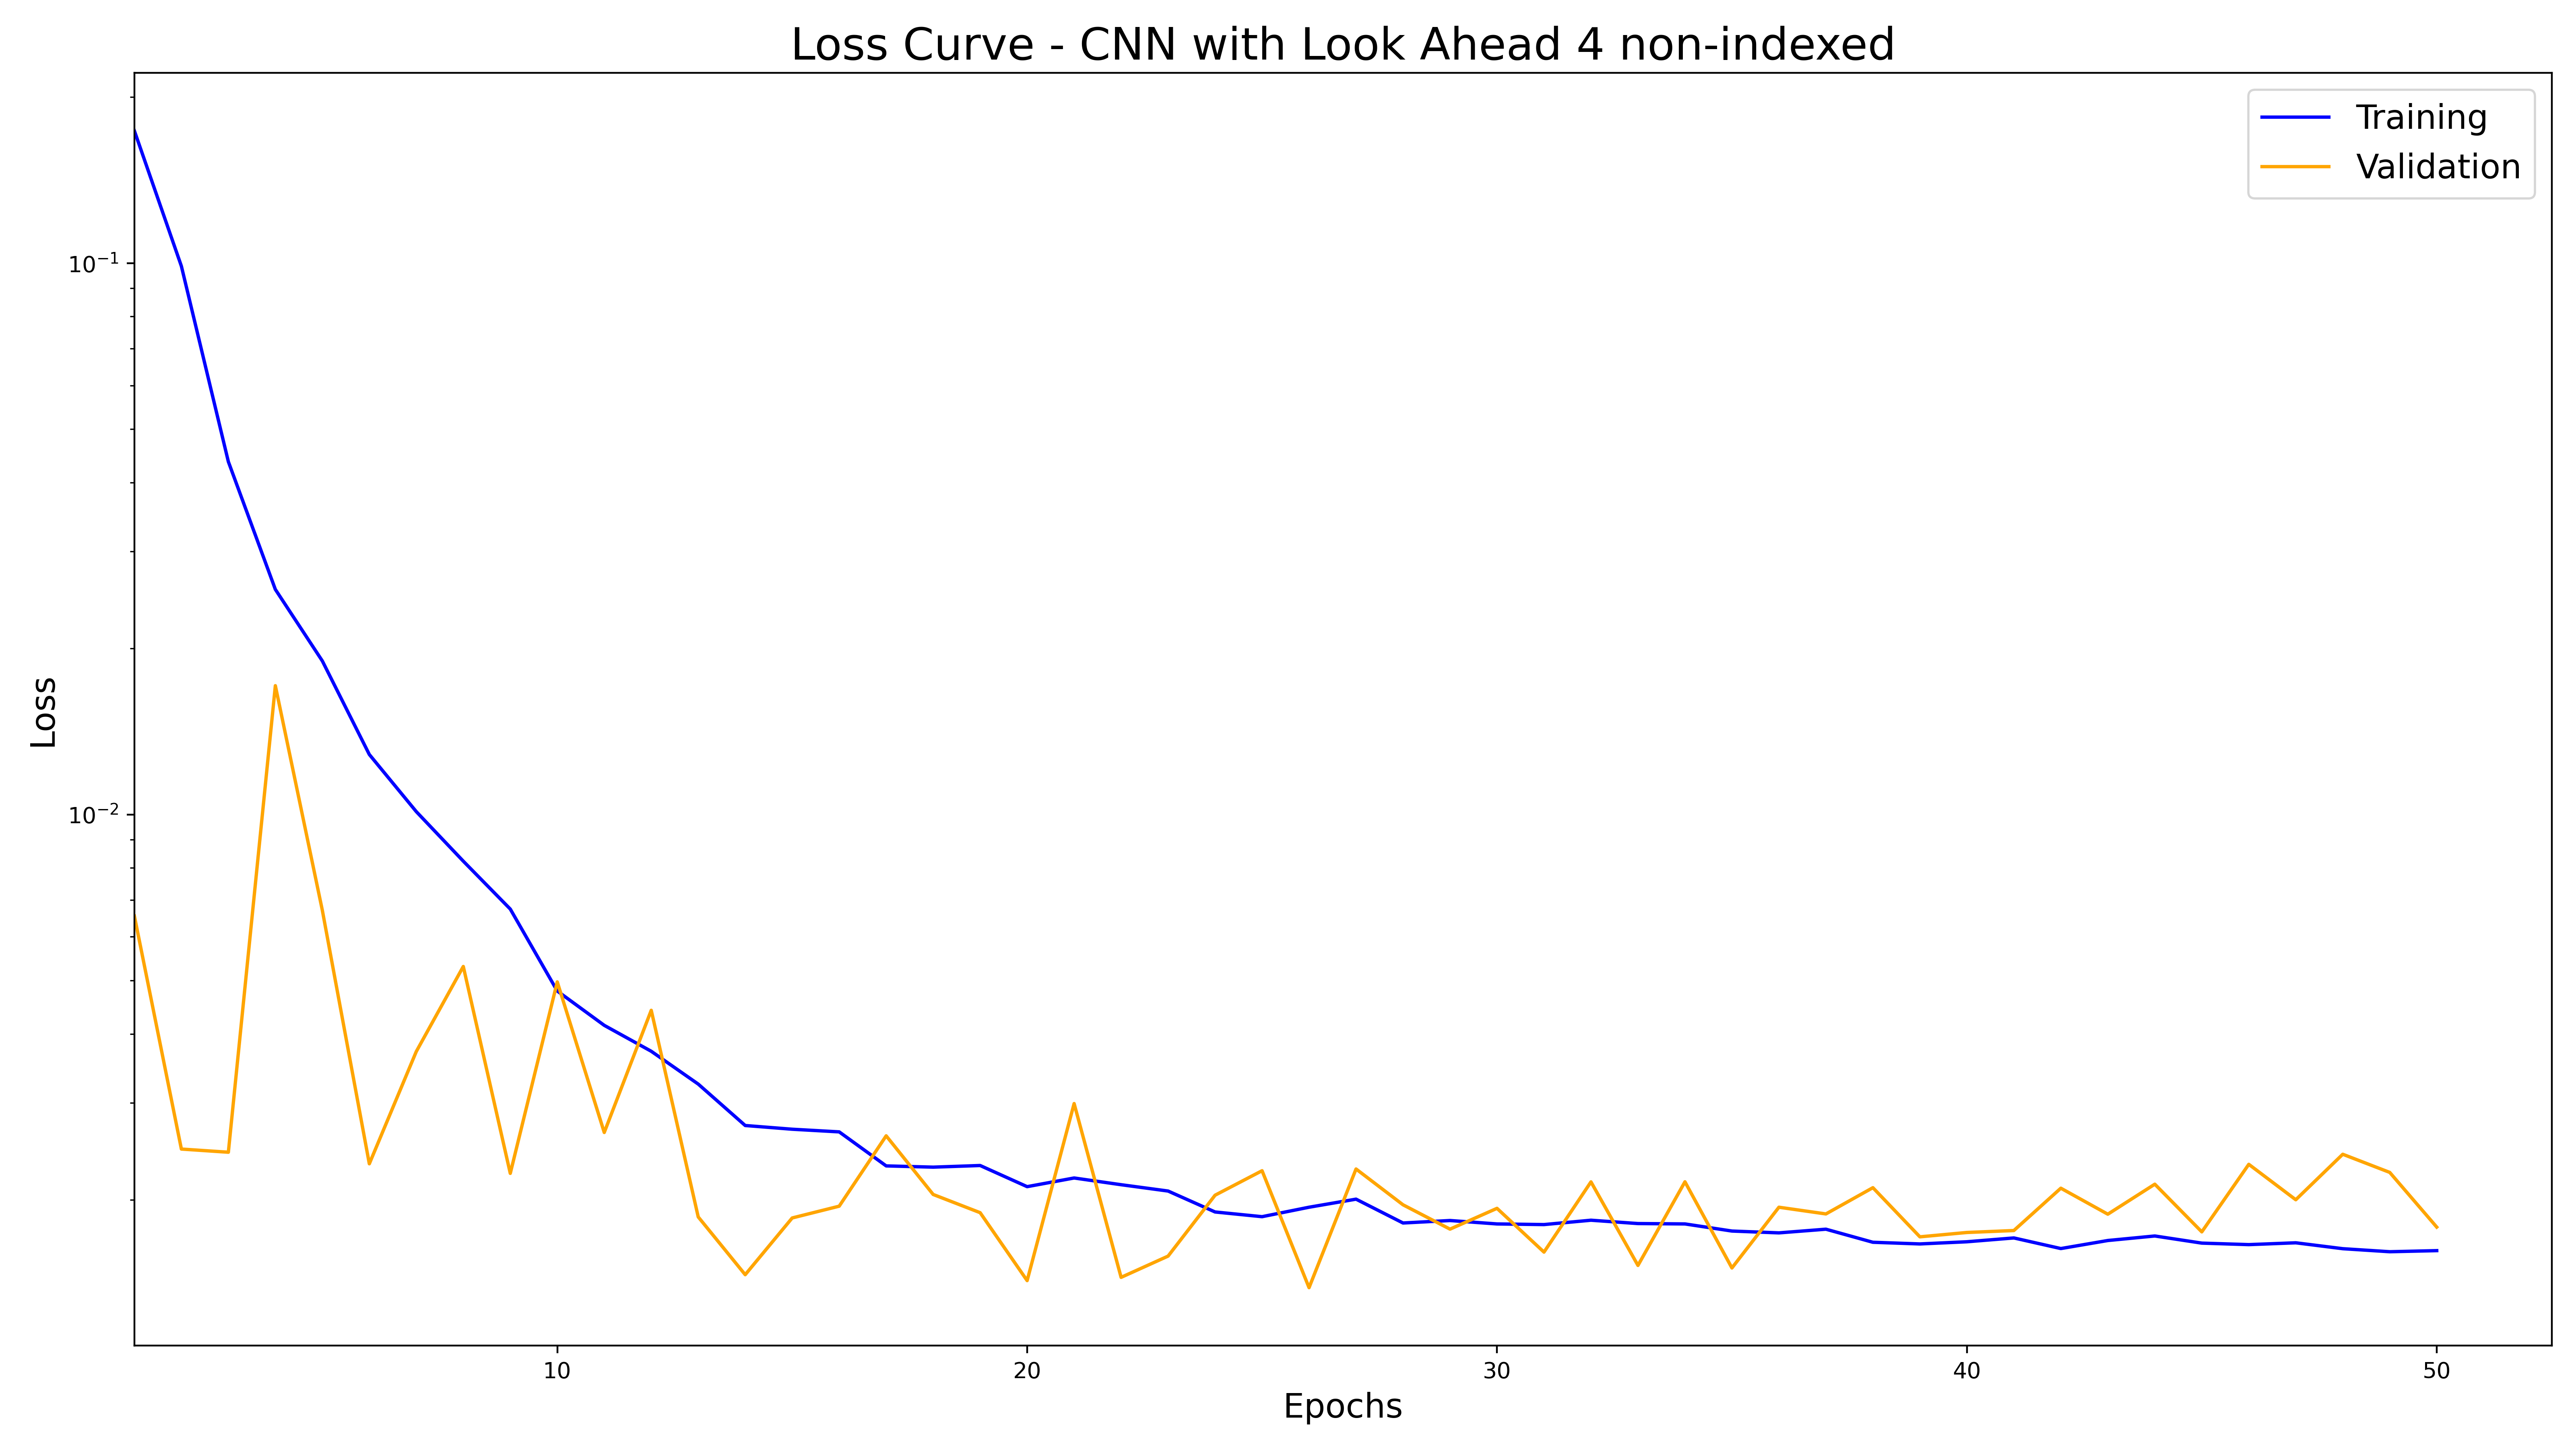 Loss Curve - CNN with Look Ahead 4 non-indexed
Training
Validation
10⁻¹
10⁻²
Loss
10 20 30 40 50
Epochs